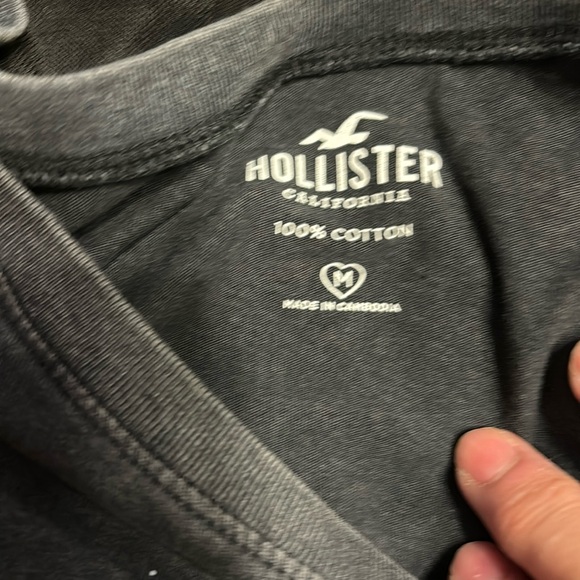 HOLLISTER
CALIFORNIA
100% COTTON
M
MADE IN CAMBODIA